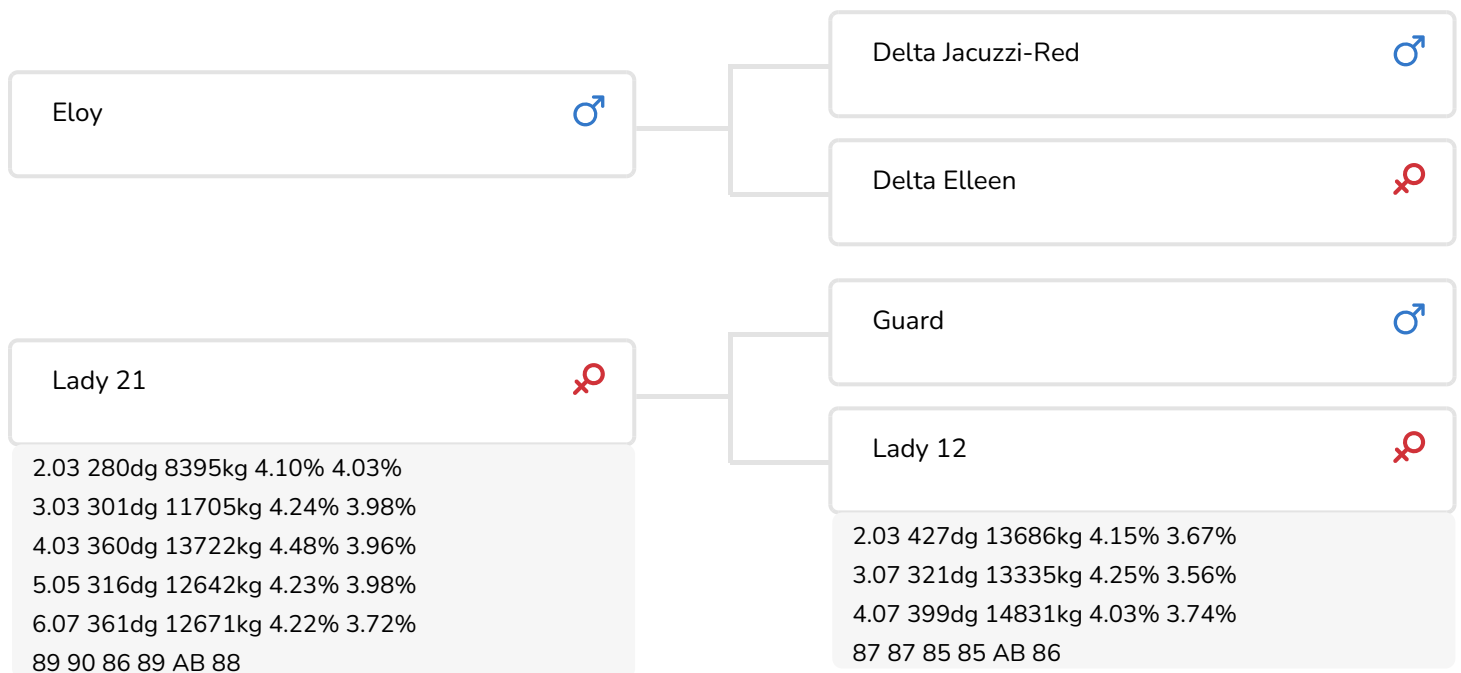 Eloy
Delta Jacuzzi-Red
Delta Elleen
Lady 21
2.03 280dg 8395kg 4.10% 4.03%
3.03 301dg 11705kg 4.24% 3.98%
4.03 360dg 13722kg 4.48% 3.96%
5.05 316dg 12642kg 4.23% 3.98%
6.07 361dg 12671kg 4.22% 3.72%
89 90 86 89 AB 88
Guard
Lady 12
2.03 427dg 13686kg 4.15% 3.67%
3.07 321dg 13335kg 4.25% 3.56%
4.07 399dg 14831kg 4.03% 3.74%
87 87 85 85 AB 86